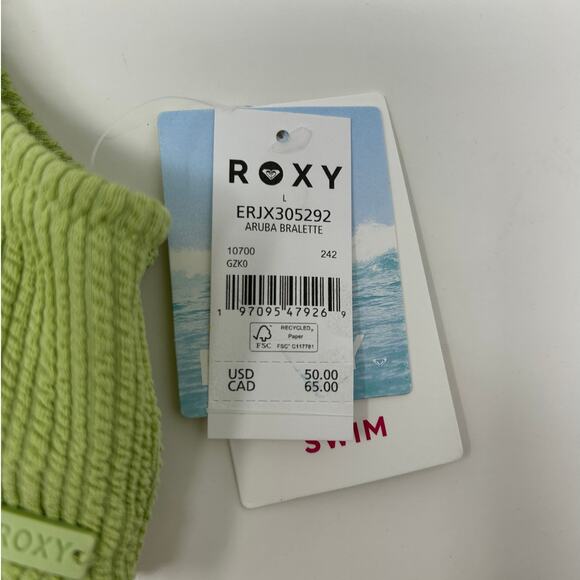 ROXY
L
ERJX305292
ARUBA BRALETTE
10700 242
GZK0
1 97095 47926 9
FSC
RECYCLED
Paper
FSC® C117781
USD 50.00
CAD 65.00
SWIM
ROXY